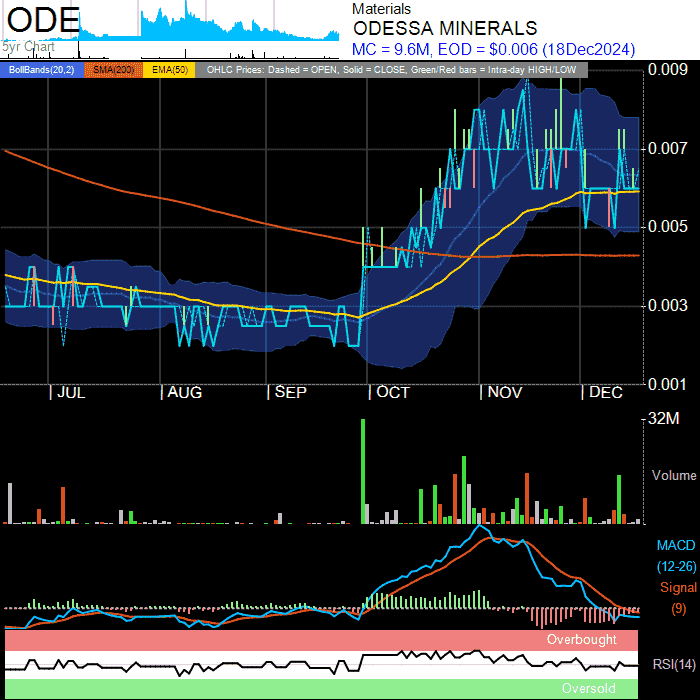 ODE
5yr Chart
Materials
ODESSA MINERALS
MC = 9.6M, EOD = $0.006 (18Dec2024)
BollBands(20,2) SMA(200) EMA(50) OHLC Prices: Dashed = OPEN, Solid = CLOSE, Green/Red bars = Intra-day HIGH/LOW
0.009
0.007
0.005
0.003
0.001
JUL AUG SEP OCT NOV DEC
32M
Volume
MACD
(12-26)
Signal
(9)
Overbought
RSI(14)
Oversold